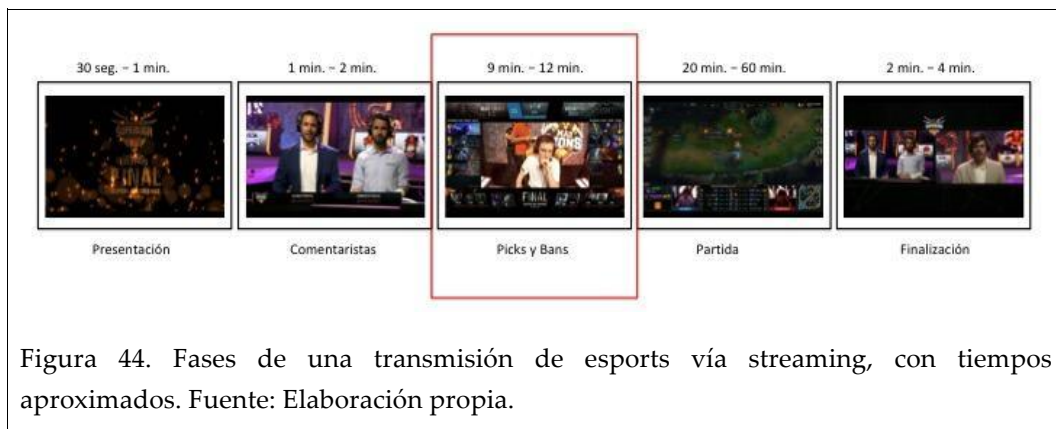 30 seg. – 1 min.
1 min. – 2 min.
9 min. – 12 min.
20 min. – 60 min.
2 min. – 4 min.
FINAL
FINAL
Presentación
Comentaristas
Picks y Bans
Partida
Finalización
Figura 44. Fases de una transmisión de esports vía streaming, con tiempos
aproximados. Fuente: Elaboración propia.